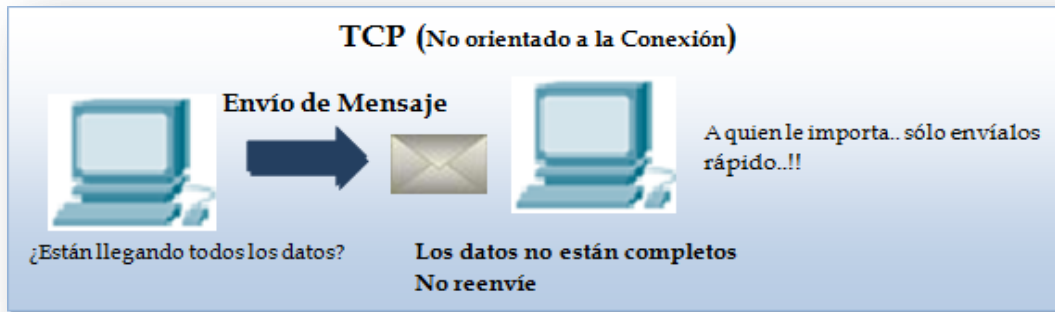 TCP (No orientado a la Conexión)
Envío de Mensaje
A quien le importa.. sólo envíalos
rápido..!!
¿Están llegando todos los datos?
Los datos no están completos
No reenvíe